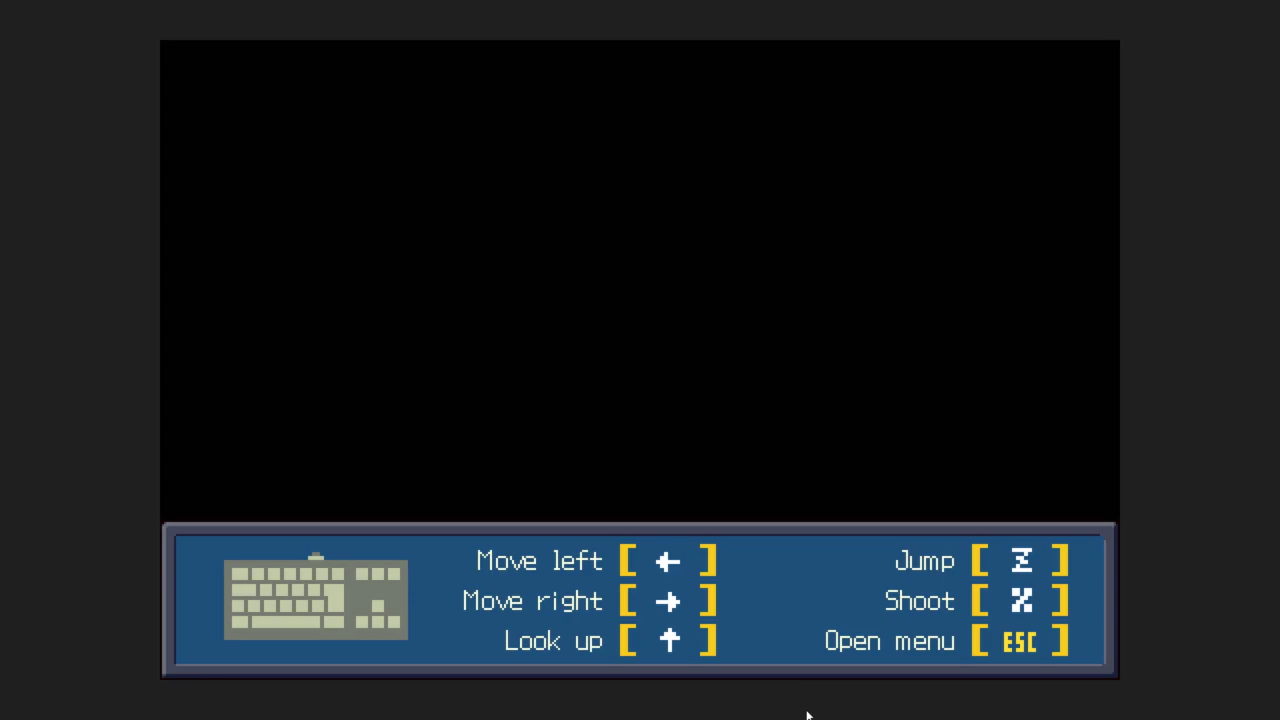 Move left [ ← ]
Move right [ → ]
Look up [ ↑ ]
Jump [ Z ]
Shoot [ X ]
Open menu [ ESC ]